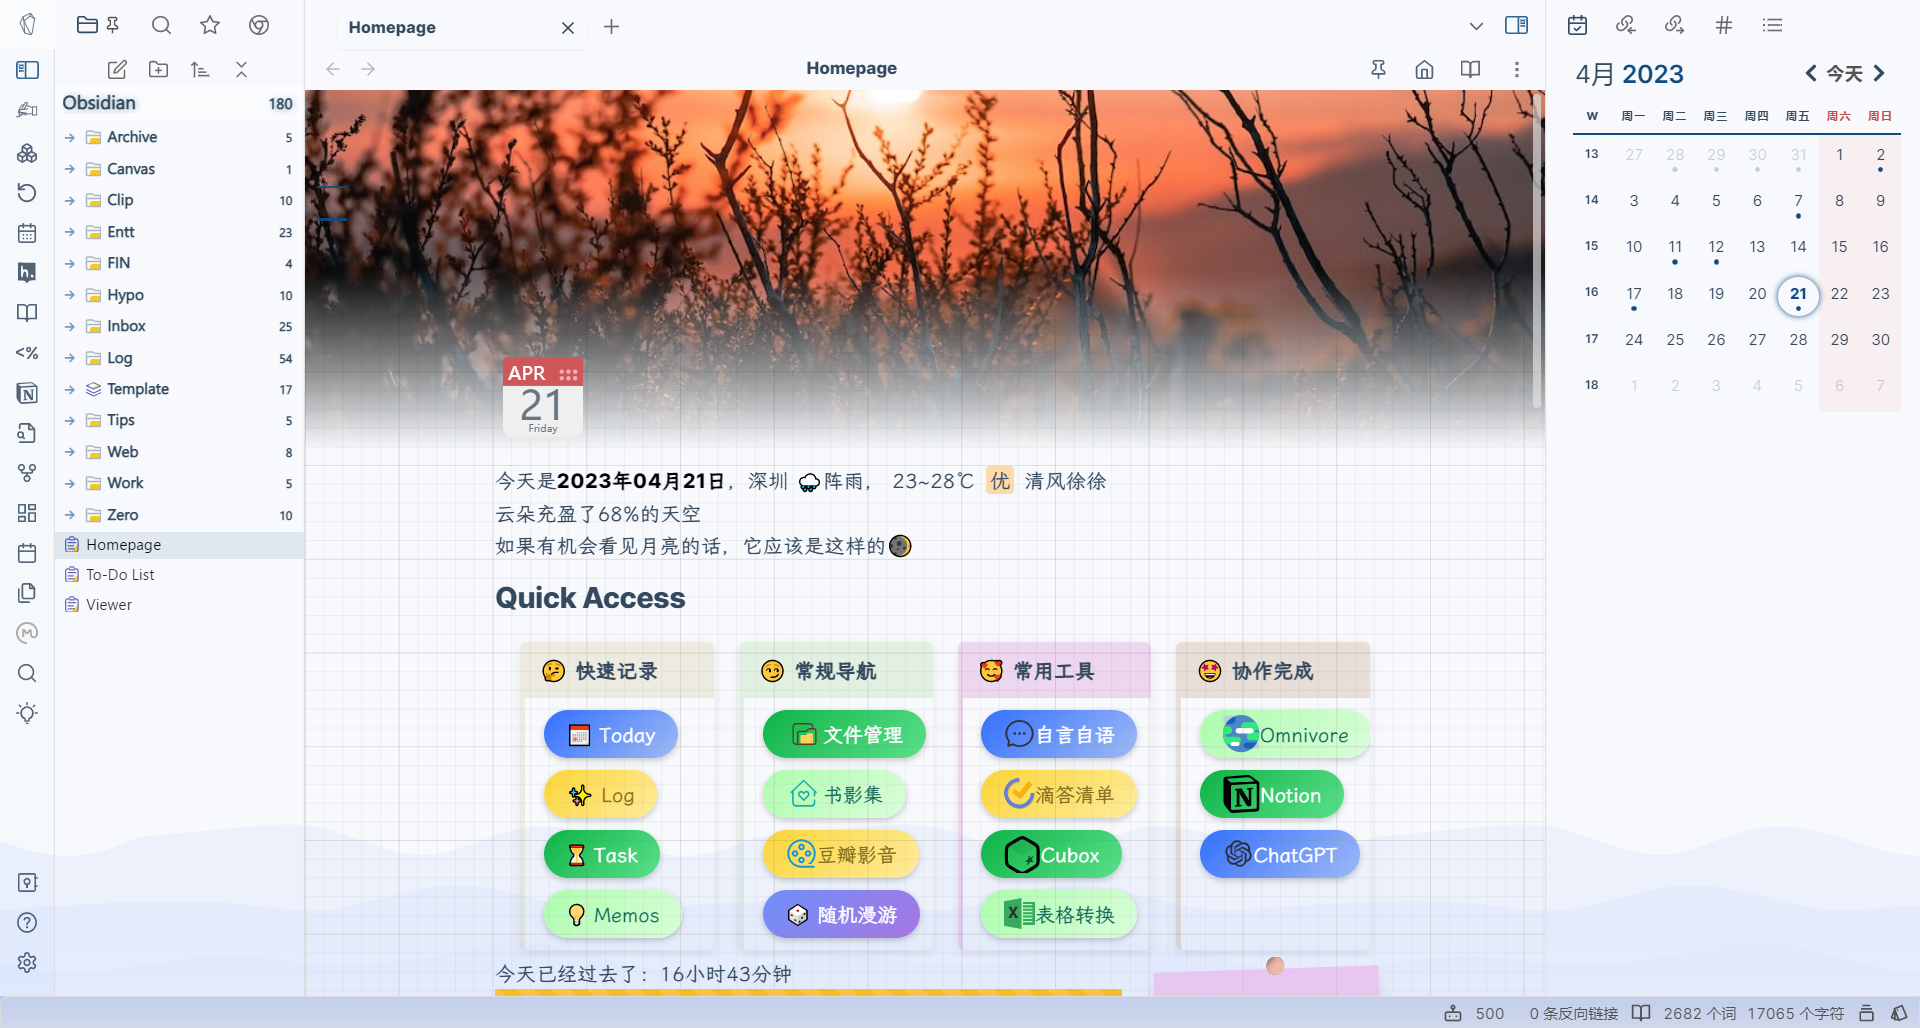 Homepage
Homepage
Obsidian 180
Archive 5
Canvas 1
Clip 10
Entt 23
FIN 4
Hypo 10
Inbox 25
Log 54
Template 17
Tips 5
Web 8
Work 5
Zero 10
Homepage
To-Do List
Viewer
h.
<%
APR
21
Friday
今天是2023年04月21日，深圳 阵雨， 23~28℃ 优 清风徐徐
云朵充盈了68%的天空
如果有机会看见月亮的话，它应该是这样的
Quick Access
快速记录
Today
Log
Task
Memos
常规导航
文件管理
书影集
豆瓣影音
随机漫游
常用工具
自言自语
滴答清单
Cubox
表格转换
协作完成
Omnivore
Notion
ChatGPT
今天已经过去了：16小时43分钟
4月 2023 今天
W 周一 周二 周三 周四 周五 周六 周日
13 27 28 29 30 31 1 2
14 3 4 5 6 7 8 9
15 10 11 12 13 14 15 16
16 17 18 19 20 21 22 23
17 24 25 26 27 28 29 30
18 1 2 3 4 5 6 7
500 0 条反向链接 2682 个词 17065 个字符